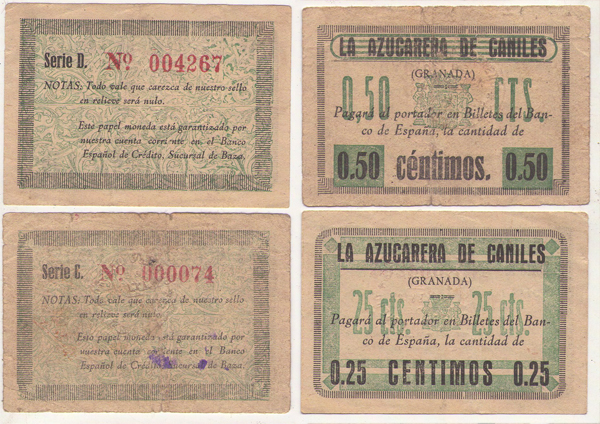 Serie D. Nº 004267
NOTAS: Todo vale que carezca de nuestro sello
en relieve será nulo.
Este papel moneda está garantizado por
nuestra cuenta corriente en el Banco
Español de Crédito, Sucursal de Baza.
LA AZUCARERA DE CANILES
(GRANADA)
0,50 CTS.
Pagará al portador en Billetes del Ban-
co de España, la cantidad de
0.50 céntimos. 0.50
Serie C. Nº 000074
NOTAS: Todo vale que carezca de nuestro sello
en relieve será nulo.
Este papel moneda está garantizado por
nuestra cuenta corriente en el Banco
Español de Crédito, Sucursal de Baza.
LA AZUCARERA DE CANILES
(GRANADA)
25 cts. 25 cts.
Pagará al portador en Billetes del Ban-
co de España, la cantidad de
0.25 CENTIMOS 0.25